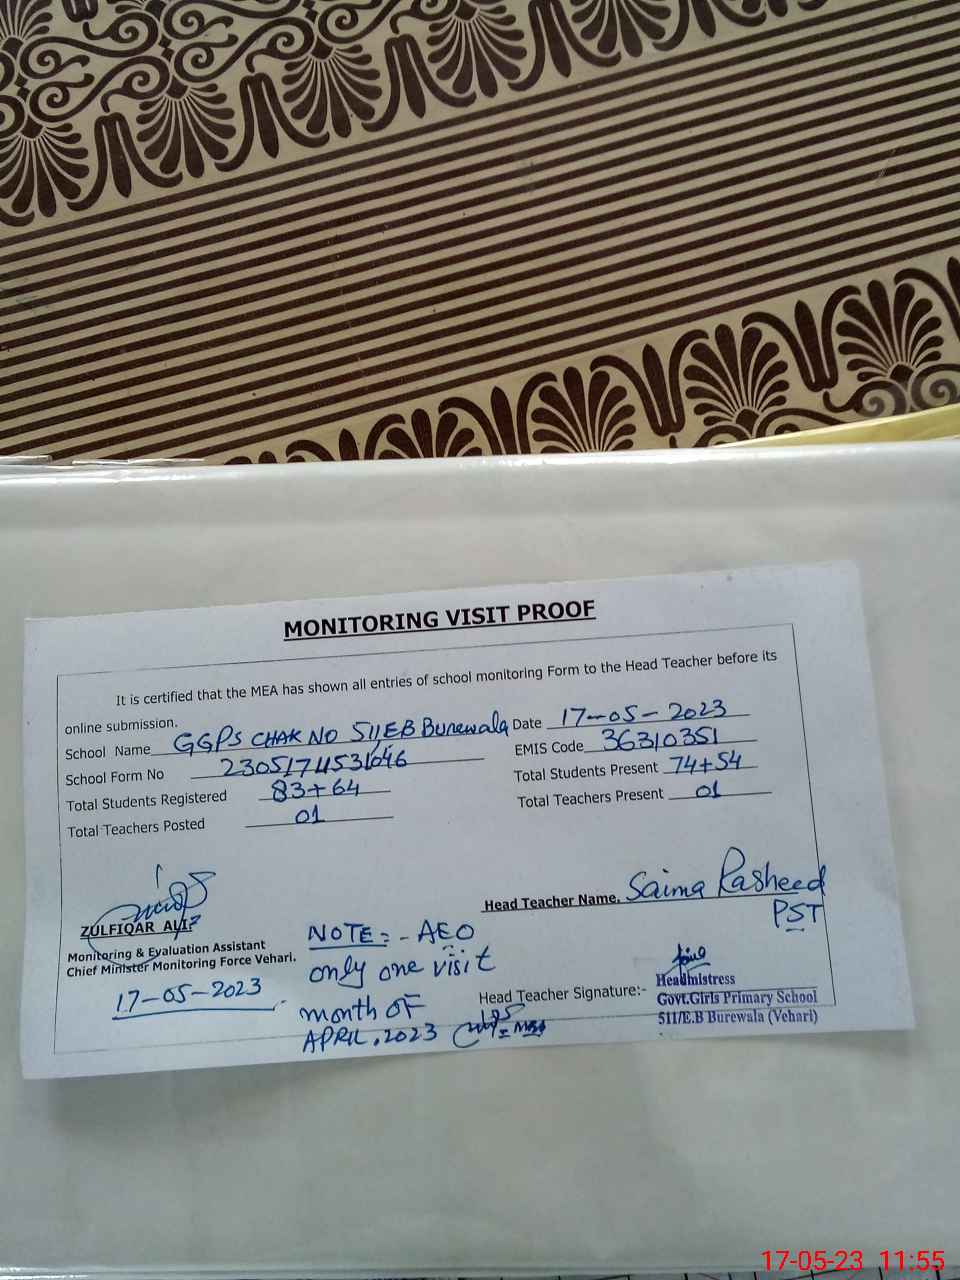 MONITORING VISIT PROOF
It is certified that the MEA has shown all entries of school monitoring Form to the Head Teacher before its
online submission.
School Name GGPS CHAK NO 511EB Burewala Date 17-05-2023
School Form No 2305174531646 EMIS Code 36310351
Total Students Registered 83+64 Total Students Present 74+54
Total Teachers Posted 01 Total Teachers Present 01
Head Teacher Name. Saima Rasheed
PST
ZULFIQAR ALI
Monitoring & Evaluation Assistant
Chief Minister Monitoring Force Vehari.
17-05-2023
NOTE:- AEO
only one visit
month of
APRIL.2023
Head Teacher Signature:-
Headmistress
Govt.Girls Primary School
511/E.B Burewala (Vehari)
17-05-23 11:55